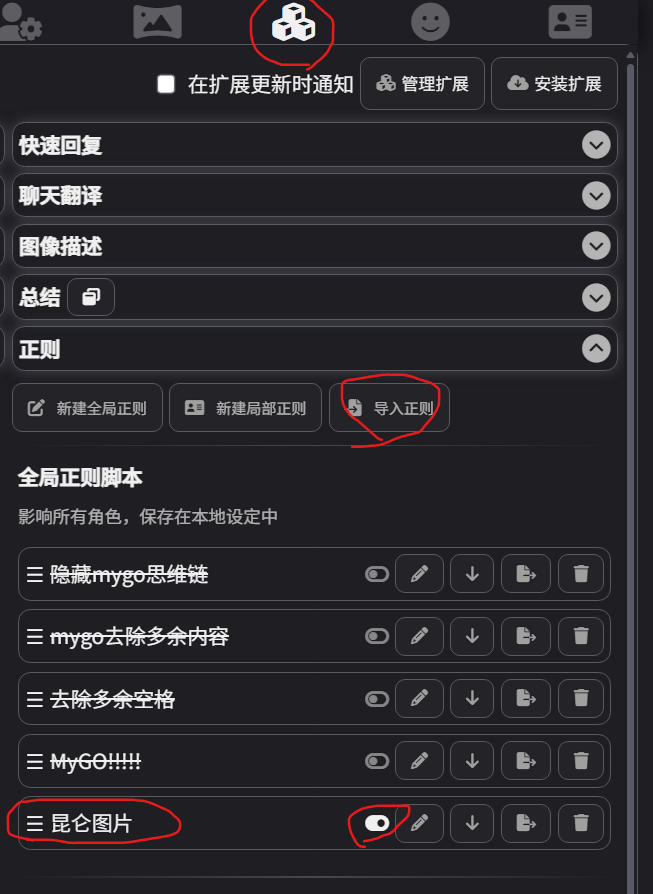 在扩展更新时通知 管理扩展 安装扩展
快速回复
聊天翻译
图像描述
总结
正则
新建全局正则 新建局部正则 导入正则
全局正则脚本
影响所有角色，保存在本地设定中
隐藏mygo思维链
mygo去除多余内容
去除多余空格
MyGO!!!!!
昆仑图片